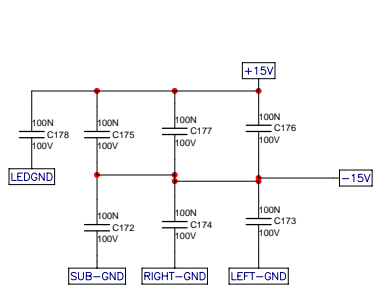 +15V
100N
C178
100V
100N
C175
100V
100N
C177
100V
100N
C176
100V
LEDGND
-15V
100N
C172
100V
100N
C174
100V
100N
C173
100V
SUB-GND
RIGHT-GND
LEFT-GND